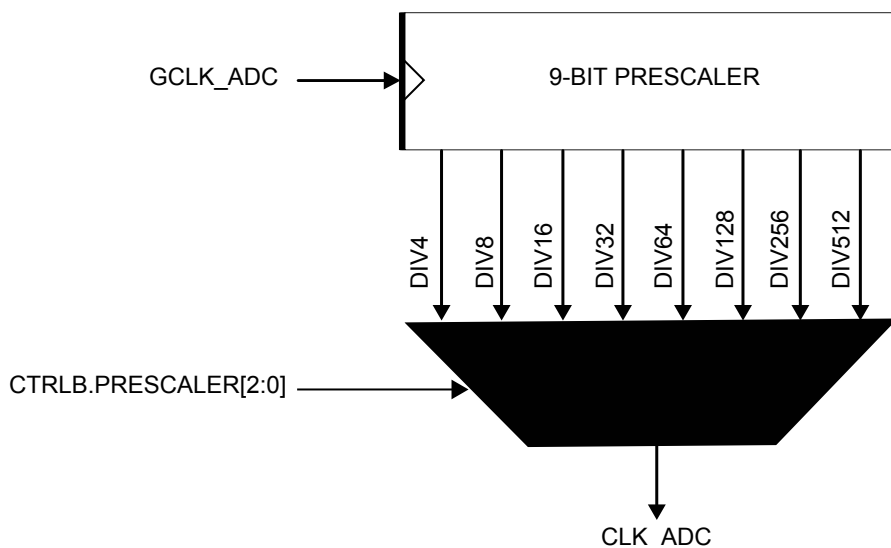 GCLK_ADC
9-BIT PRESCALER
DIV4
DIV8
DIV16
DIV32
DIV64
DIV128
DIV256
DIV512
CTRLB.PRESCALER[2:0]
CLK_ADC